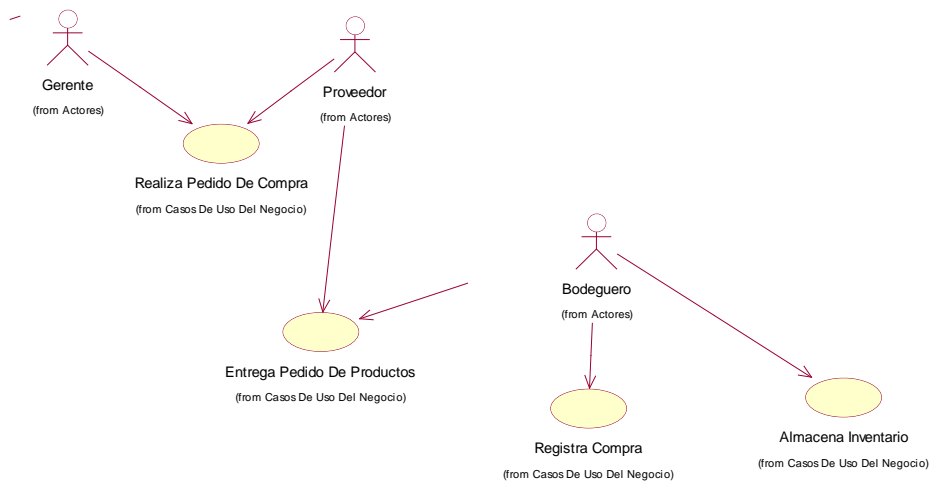 Gerente
(from Actores)
Proveedor
(from Actores)
Realiza Pedido De Compra
(from Casos De Uso Del Negocio)
Bodeguero
(from Actores)
Entrega Pedido De Productos
(from Casos De Uso Del Negocio)
Registra Compra
(from Casos De Uso Del Negocio)
Almacena Inventario
(from Casos De Uso Del Negocio)